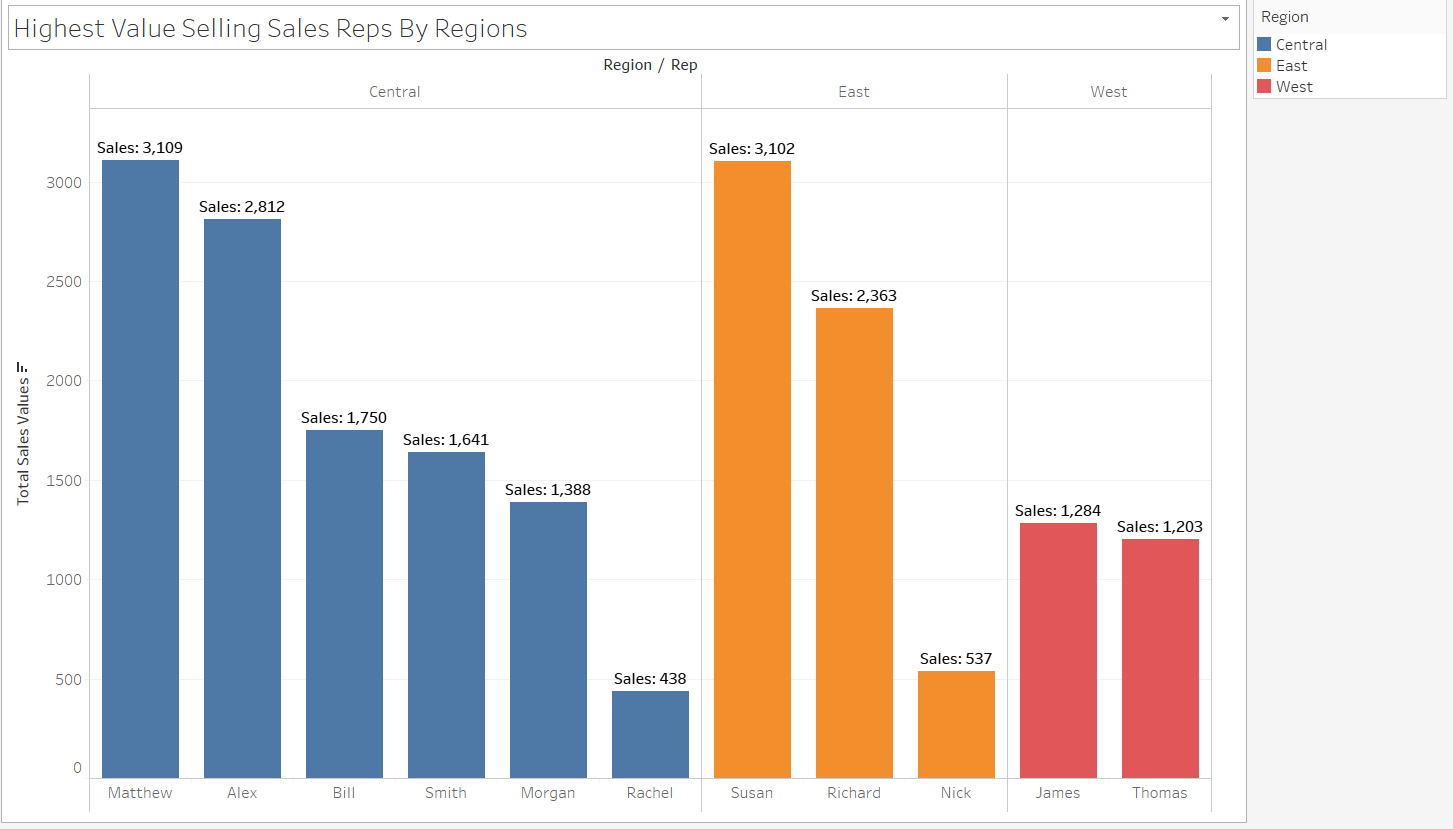 Highest Value Selling Sales Reps By Regions
Region / Rep
Central
East
West
Sales: 3,109
Sales: 2,812
Sales: 1,750
Sales: 1,641
Sales: 1,388
Sales: 438
Sales: 3,102
Sales: 2,363
Sales: 537
Sales: 1,284
Sales: 1,203
3000
2500
2000
1500
1000
500
0
Total Sales Values
Matthew
Alex
Bill
Smith
Morgan
Rachel
Susan
Richard
Nick
James
Thomas
Region
Central
East
West